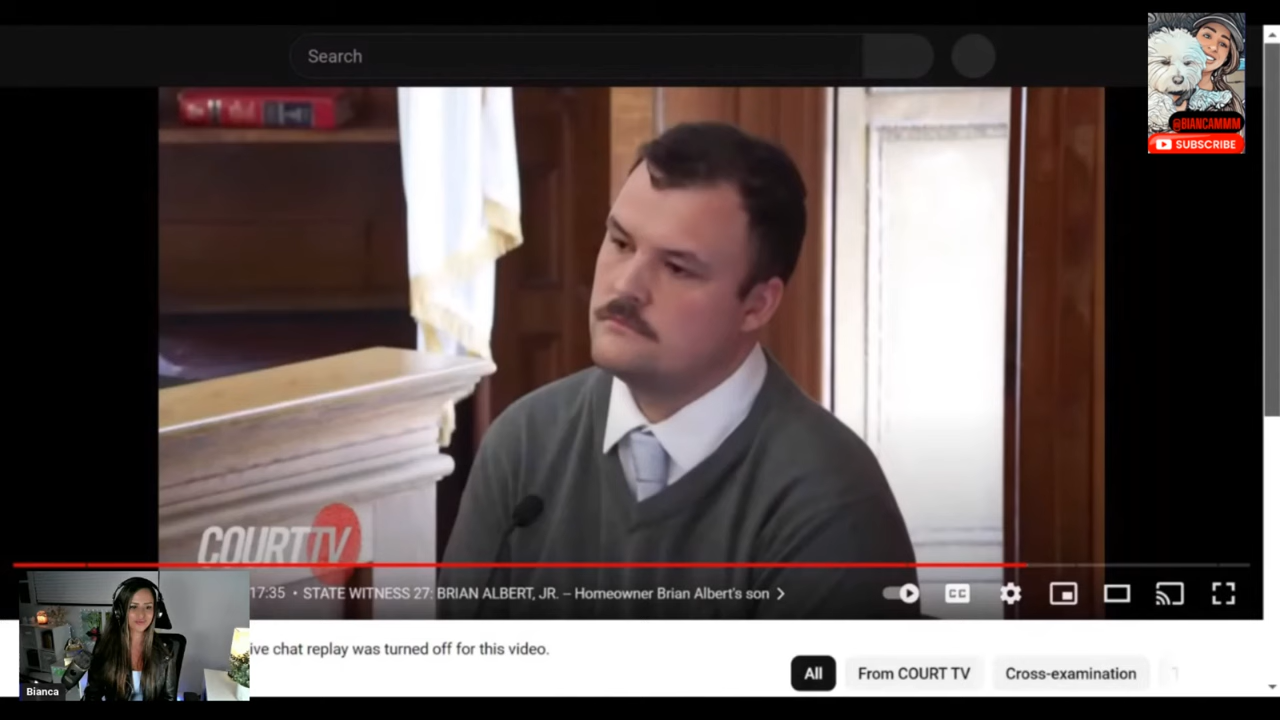 Search
@BIANCAMMM
SUBSCRIBE
COURT TV
17:35 • STATE WITNESS 27: BRIAN ALBERT, JR. – Homeowner Brian Albert's son
CC
ive chat replay was turned off for this video.
All
From COURT TV
Cross-examination
Bianca